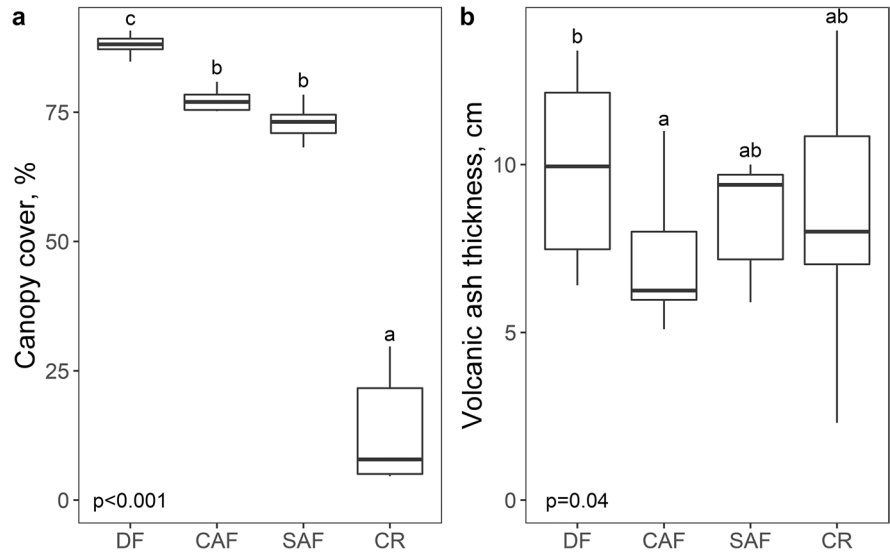 a
Canopy cover, %
75
50
25
0
c
b
b
a
p<0.001
DF CAF SAF CR
b
Volcanic ash thickness, cm
10
5
0
b
a
ab
ab
p=0.04
DF CAF SAF CR